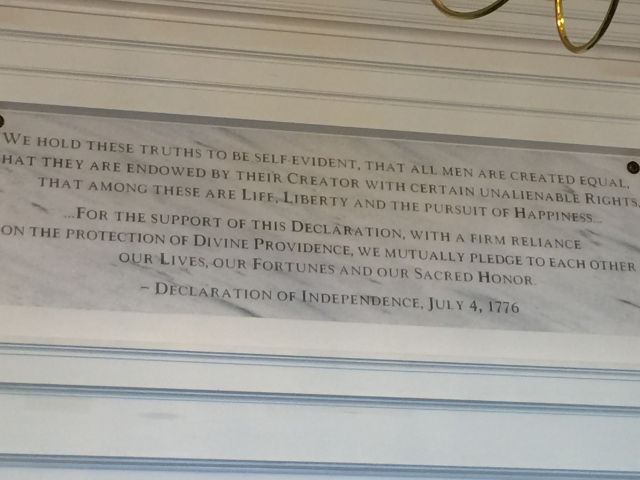 We hold these truths to be self-evident, that all men are created equal,
hat they are endowed by their Creator with certain unalienable Rights,
that among these are Life, Liberty and the pursuit of Happiness...
...For the support of this Declaration, with a firm reliance
on the protection of Divine Providence, we mutually pledge to each other
our Lives, our Fortunes and our Sacred Honor.
– Declaration of Independence, July 4, 1776